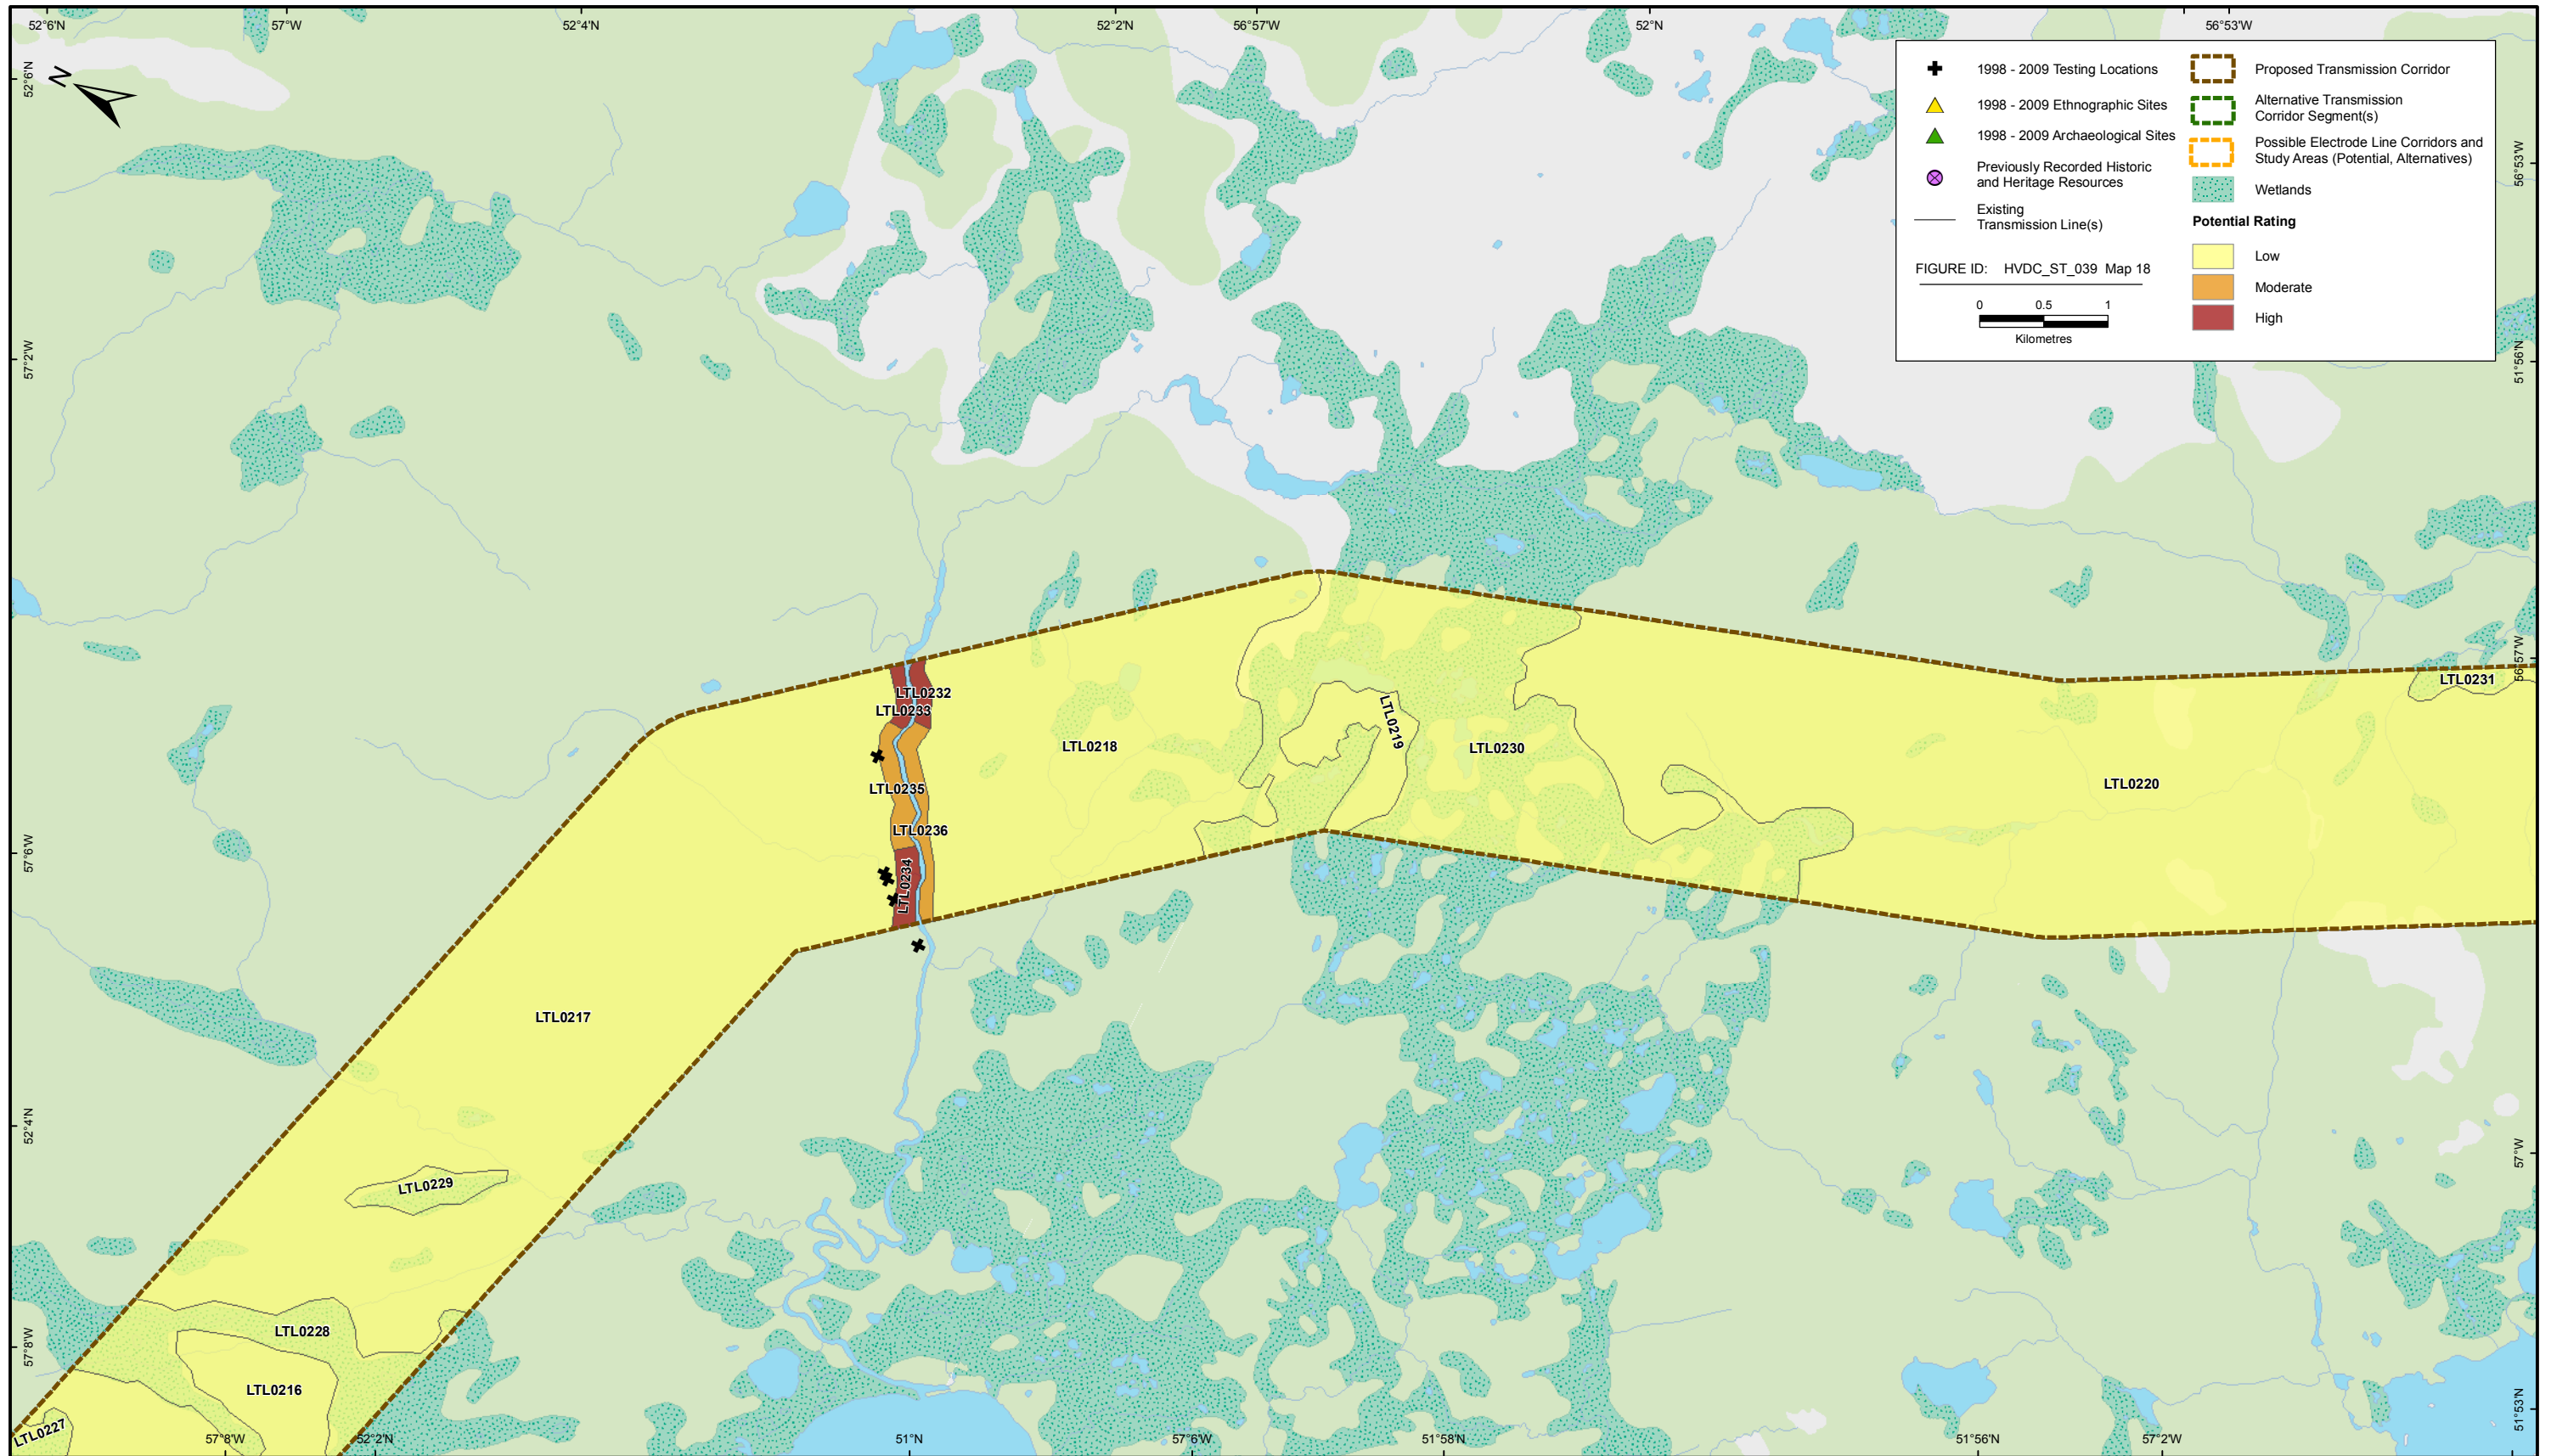 52°6'N
57°W
52°4'N
52°2'N
56°57'W
52°N
56°53'W
52°6'N
N
1998 - 2009 Testing Locations
1998 - 2009 Ethnographic Sites
1998 - 2009 Archaeological Sites
Previously Recorded Historic
and Heritage Resources
Existing
Transmission Line(s)
FIGURE ID: HVDC_ST_039 Map 18
0 0.5 1
Kilometres
Proposed Transmission Corridor
Alternative Transmission
Corridor Segment(s)
Possible Electrode Line Corridors and
Study Areas (Potential, Alternatives)
Wetlands
Potential Rating
Low
Moderate
High
56°53'W
57°2'W
51°56'N
56°57'W
LTL0231
LTL0232
LTL0233
LTL0218
LTL0219
LTL0230
LTL0220
LTL0235
LTL0236
LTL0234
57°6'W
LTL0217
52°4'N
57°W
LTL0229
LTL0228
57°8'W
LTL0216
LTL0227
51°53'N
57°8'W
52°2'N
51°N
57°6'W
51°58'N
51°56'N
57°2'W